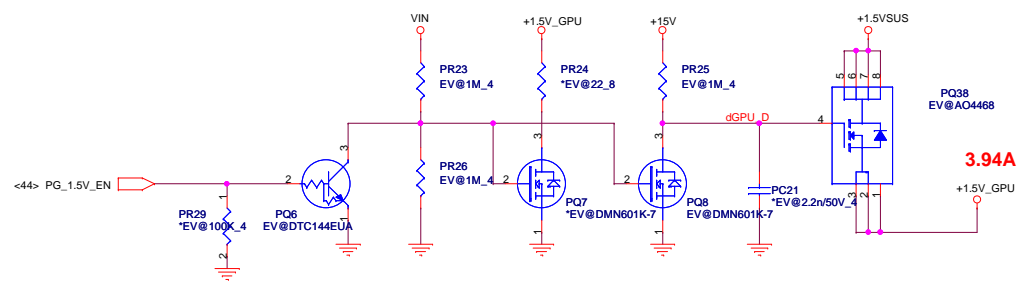 VIN
+1.5V_GPU
+15V
+1.5VSUS
PR23
EV@1M_4
PR24
*EV@22_8
PR25
EV@1M_4
5
6
7
8
PQ38
EV@AO4468
dGPU_D
4
3
3
3
3.94A
<44> PG_1.5V_EN
2
PR26
EV@1M_4
2
2
PC21
*EV@2.2n/50V_4
3
2
1
+1.5V_GPU
1
PR29
*EV@100K_4
2
PQ6
EV@DTC144EUA
1
PQ7
*EV@DMN601K-7
1
PQ8
EV@DMN601K-7
1